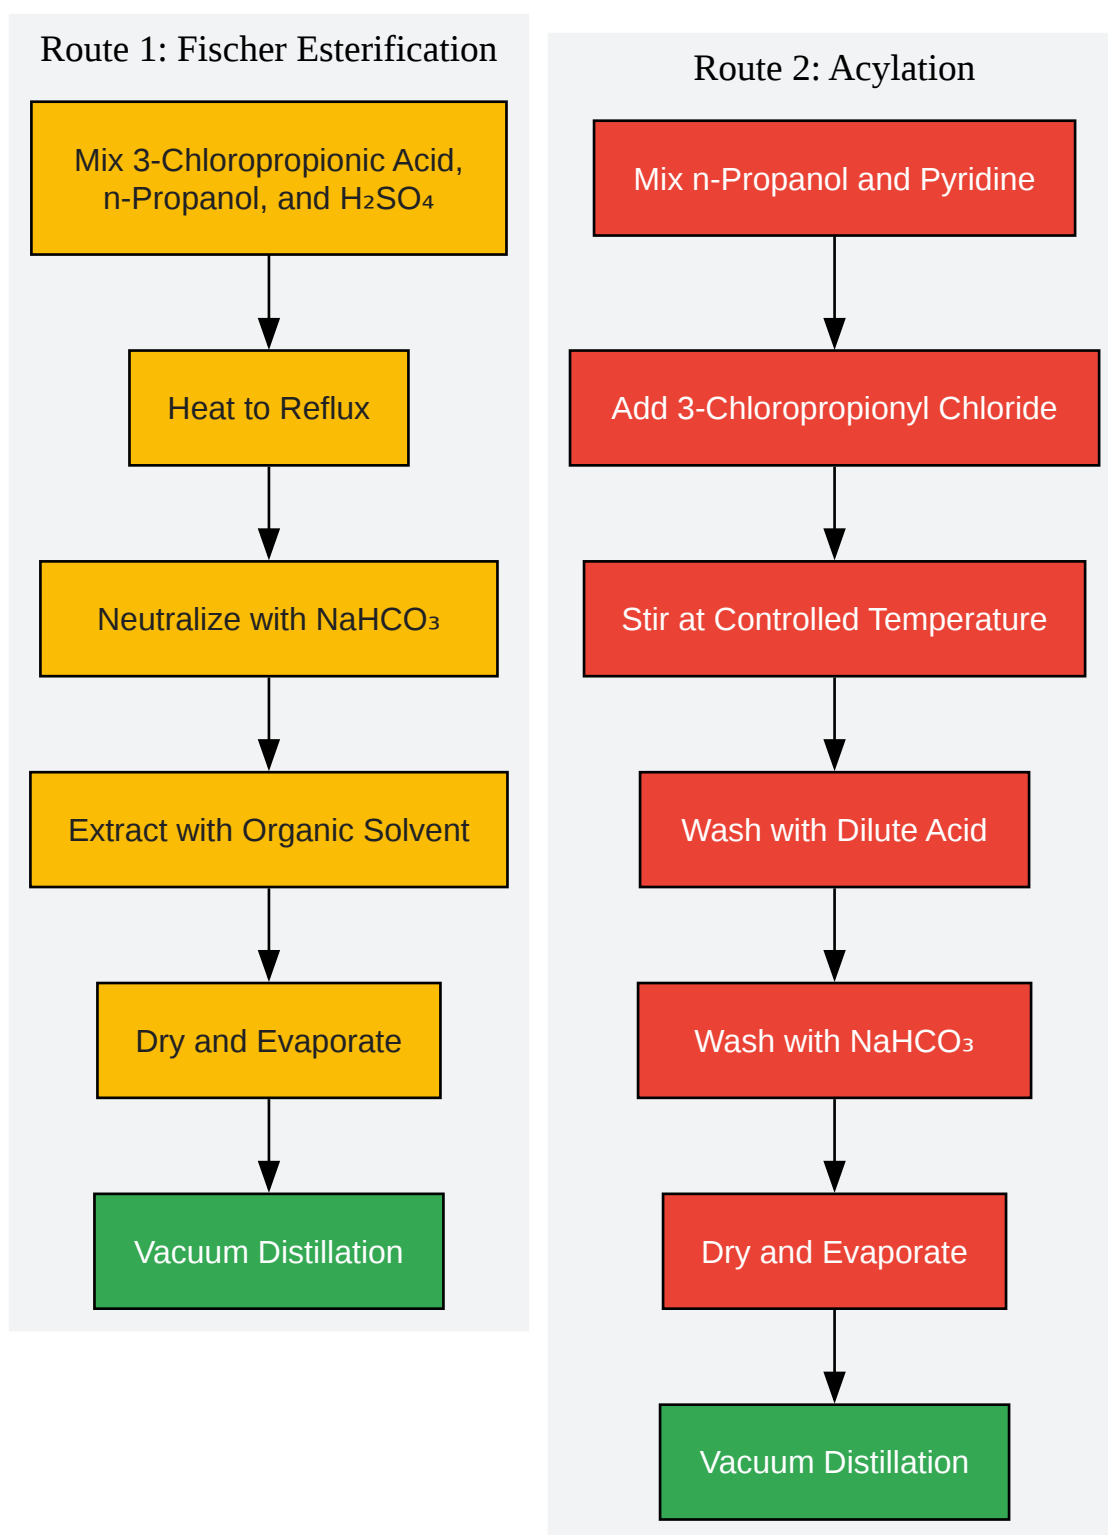 Route 1: Fischer Esterification
Mix 3-Chloropropionic Acid,
n-Propanol, and H₂SO₄
Heat to Reflux
Neutralize with NaHCO₃
Extract with Organic Solvent
Dry and Evaporate
Vacuum Distillation
Route 2: Acylation
Mix n-Propanol and Pyridine
Add 3-Chloropropionyl Chloride
Stir at Controlled Temperature
Wash with Dilute Acid
Wash with NaHCO₃
Dry and Evaporate
Vacuum Distillation